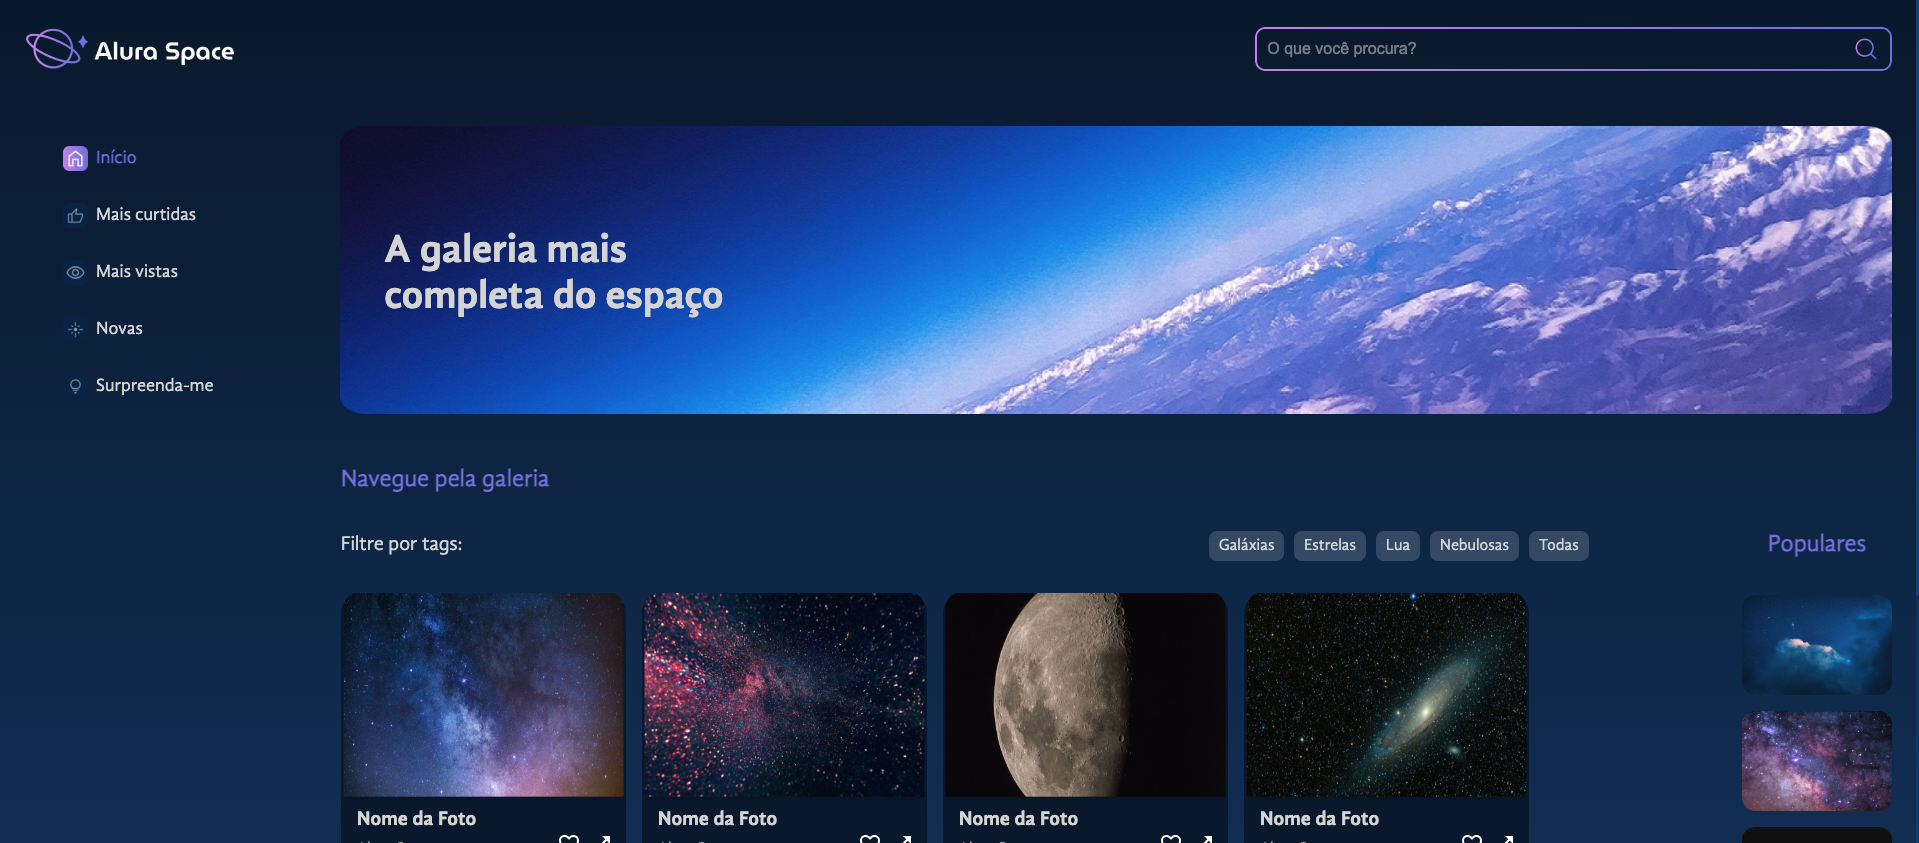 Alura Space
O que você procura?
Início
Mais curtidas
Mais vistas
Novas
Surpreenda-me
A galeria mais
completa do espaço
Navegue pela galeria
Filtre por tags:
Galáxias
Estrelas
Lua
Nebulosas
Todas
Populares
Nome da Foto
Nome da Foto
Nome da Foto
Nome da Foto